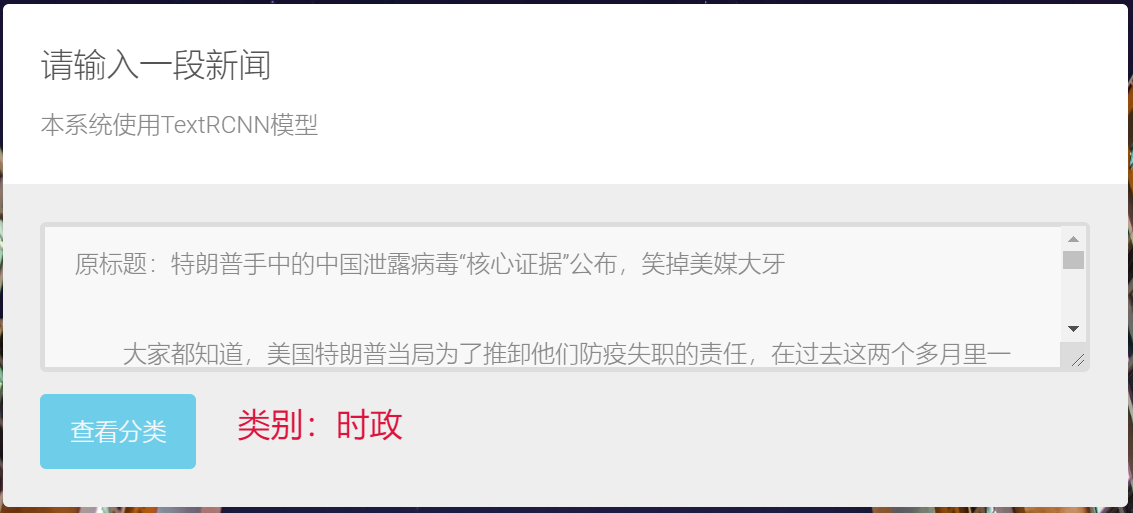 请输入一段新闻
本系统使用TextRCNN模型
原标题：特朗普手中的中国泄露病毒“核心证据”公布，笑掉美媒大牙
大家都知道，美国特朗普当局为了推卸他们防疫失职的责任，在过去这两个多月里一
查看分类
类别：时政